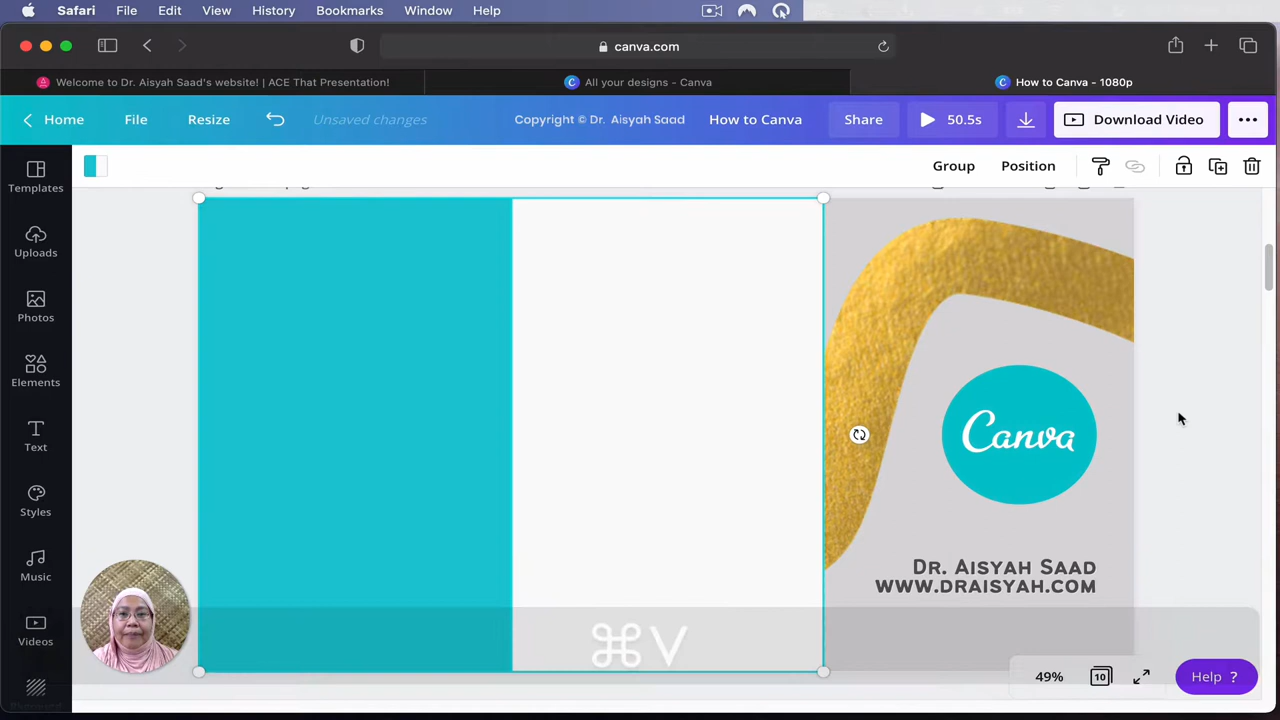 Safari File Edit View History Bookmarks Window Help
canva.com
Welcome to Dr. Aisyah Saad's website! | ACE That Presentation!
All your designs - Canva
How to Canva - 1080p
Home File Resize Unsaved changes Copyright © Dr. Aisyah Saad How to Canva Share 50.5s Download Video
Group Position
Templates
Uploads
Photos
Elements
Text
Styles
Music
Videos
Canva
Dr. Aisyah Saad
www.draisyah.com
⌘V
49% 10 Help ?